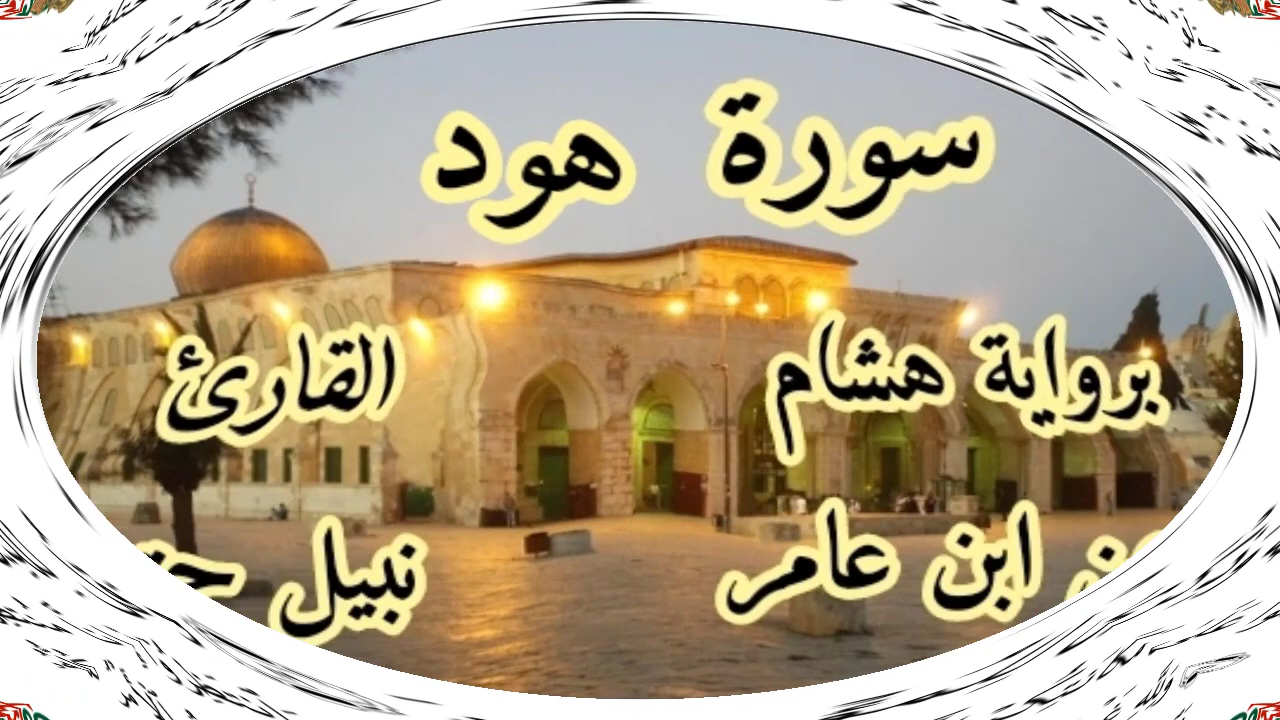 سورة هود
برواية هشام
القارئ
ابن عامر
نبيل